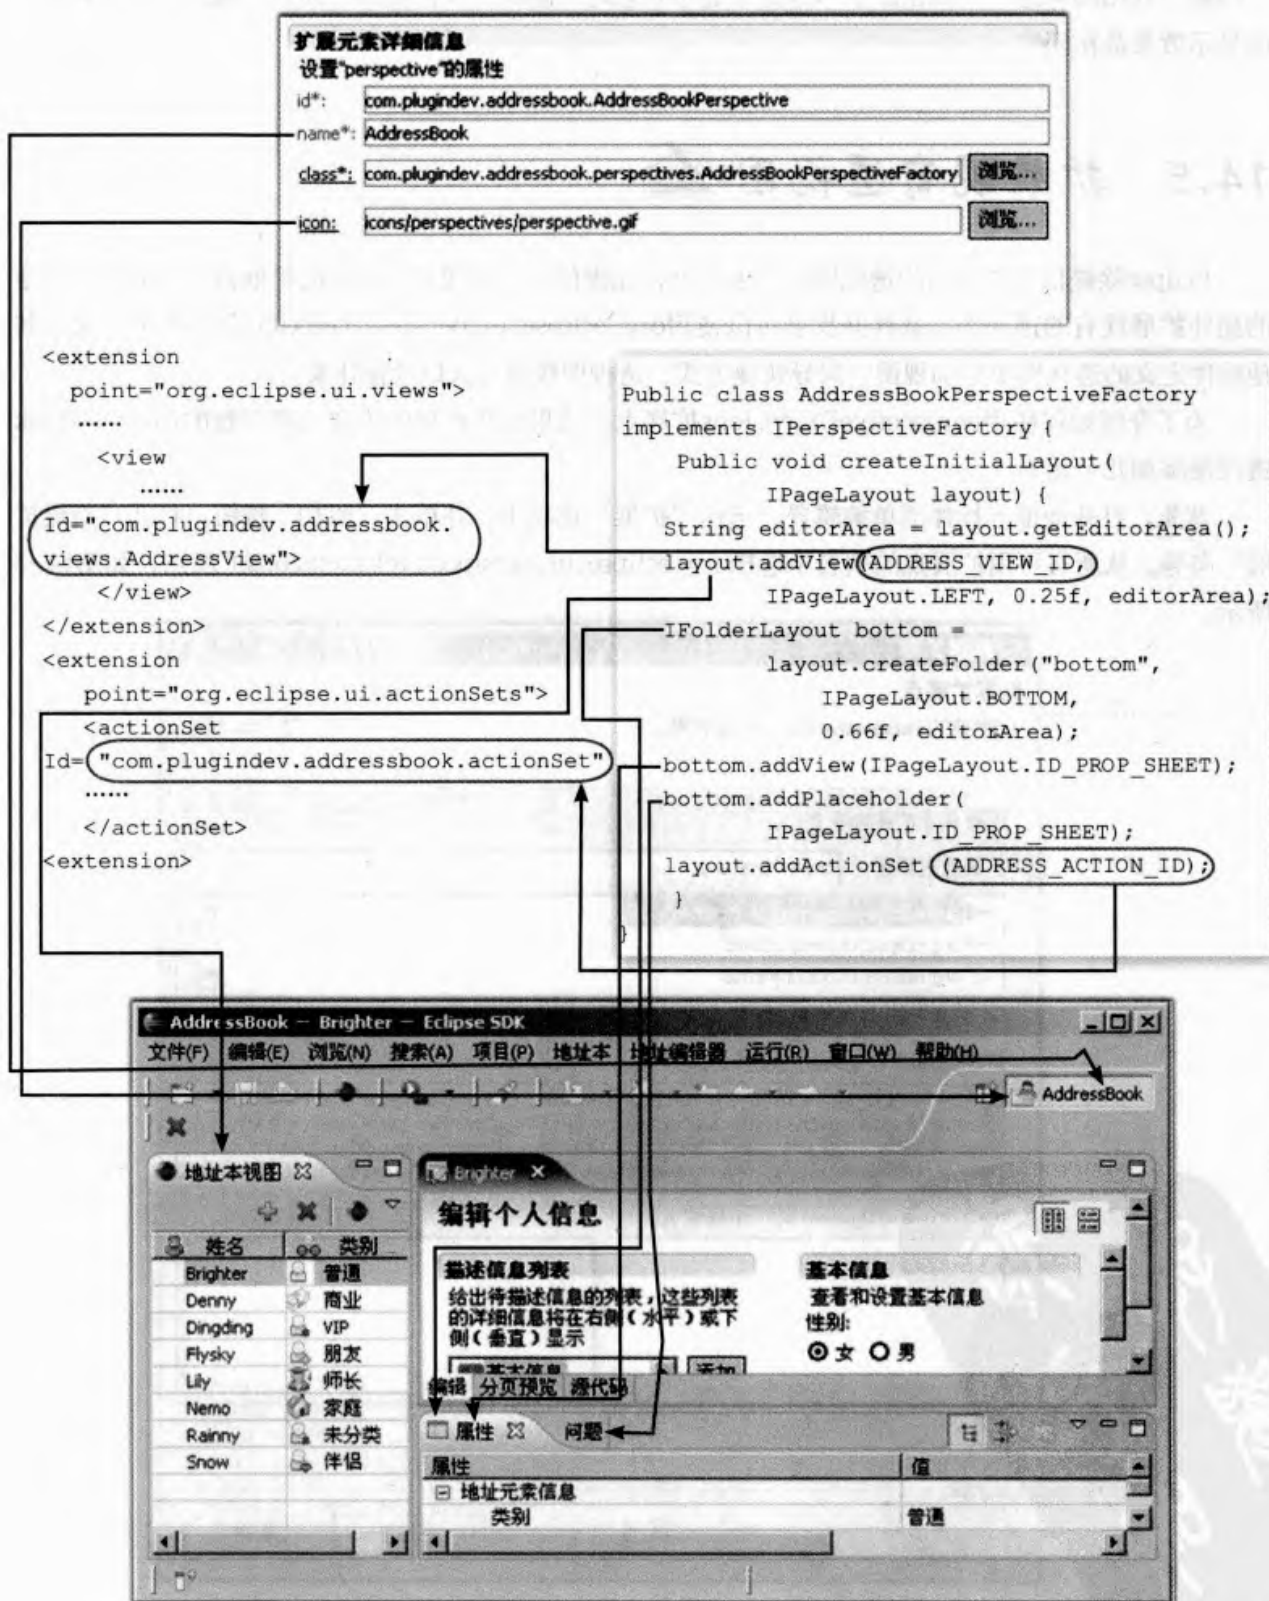 扩展元素详细信息
设置"perspective"的属性
id*: com.plugindev.addressbook.AddressBookPerspective
name*: AddressBook
class*: com.plugindev.addressbook.perspectives.AddressBookPerspectiveFactory 浏览...
icon: icons/perspectives/perspective.gif 浏览...
<extension
point="org.eclipse.ui.views">
......
<view
......
Id="com.plugindev.addressbook.
views.AddressView">
</view>
</extension>
<extension
point="org.eclipse.ui.actionSets">
<actionSet
Id="com.plugindev.addressbook.actionSet"
......
</actionSet>
<extension>
Public class AddressBookPerspectiveFactory
implements IPerspectiveFactory {
Public void createInitialLayout(
IPageLayout layout) {
String editorArea = layout.getEditorArea();
layout.addView(ADDRESS_VIEW_ID,
IPageLayout.LEFT, 0.25f, editorArea);
IFolderLayout bottom =
layout.createFolder("bottom",
IPageLayout.BOTTOM,
0.66f, editorArea);
bottom.addView(IPageLayout.ID_PROP_SHEET);
bottom.addPlaceholder(
IPageLayout.ID_PROP_SHEET);
layout.addActionSet (ADDRESS_ACTION_ID);
}
}
AddressBook — Brighter — Eclipse SDK
文件(F) 编辑(E) 浏览(N) 搜索(A) 项目(P) 地址本 地址编辑器 运行(R) 窗口(W) 帮助(H)
AddressBook
地址本视图
姓名 类别
Brighter 普通
Denny 商业
Dingding VIP
Flysky 朋友
Lily 师长
Nemo 家庭
Rainny 未分类
Snow 伴侣
Brighter
编辑个人信息
描述信息列表
给出待描述信息的列表，这些列表
的详细信息将在右侧（水平）或下
侧（垂直）显示
基本信息 添加
基本信息
查看和设置基本信息
性别:
女 男
编辑 分页预览 源代码
属性 问题
属性 值
地址元素信息
类别 普通